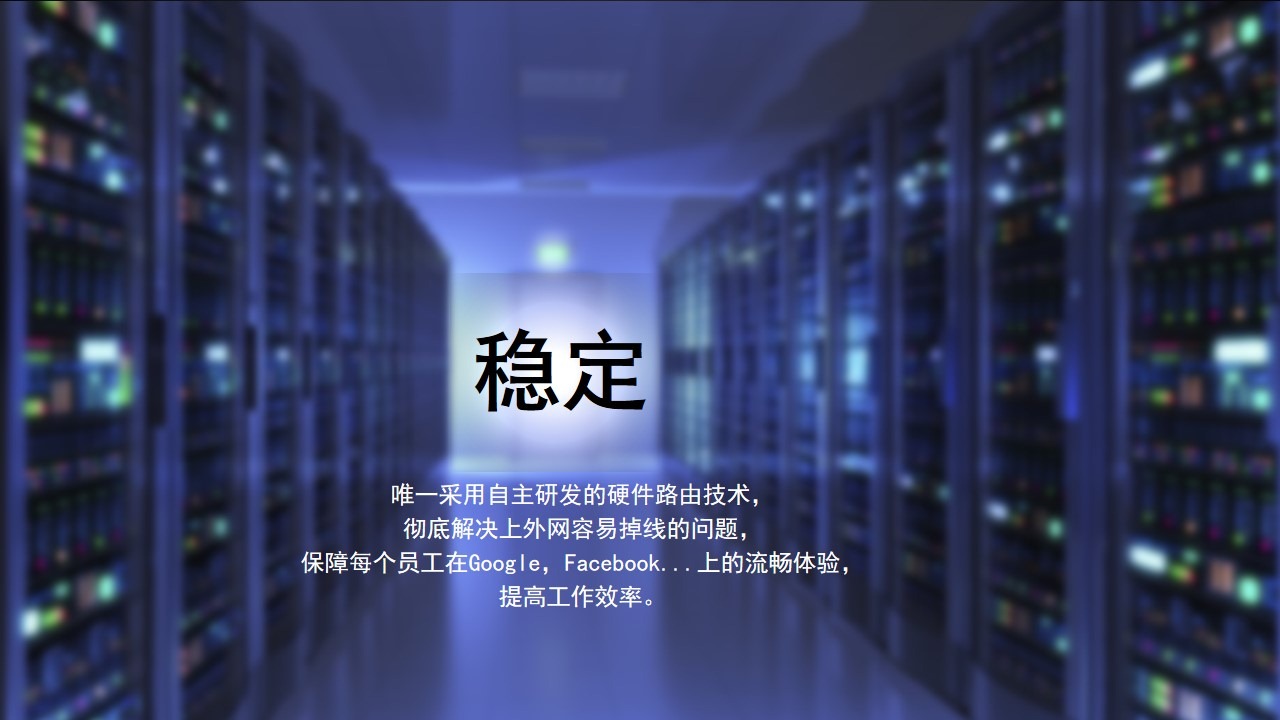 稳定
唯一采用自主研发的硬件路由技术，
彻底解决上外网容易掉线的问题，
保障每个员工在Google，Facebook...上的流畅体验，
提高工作效率。